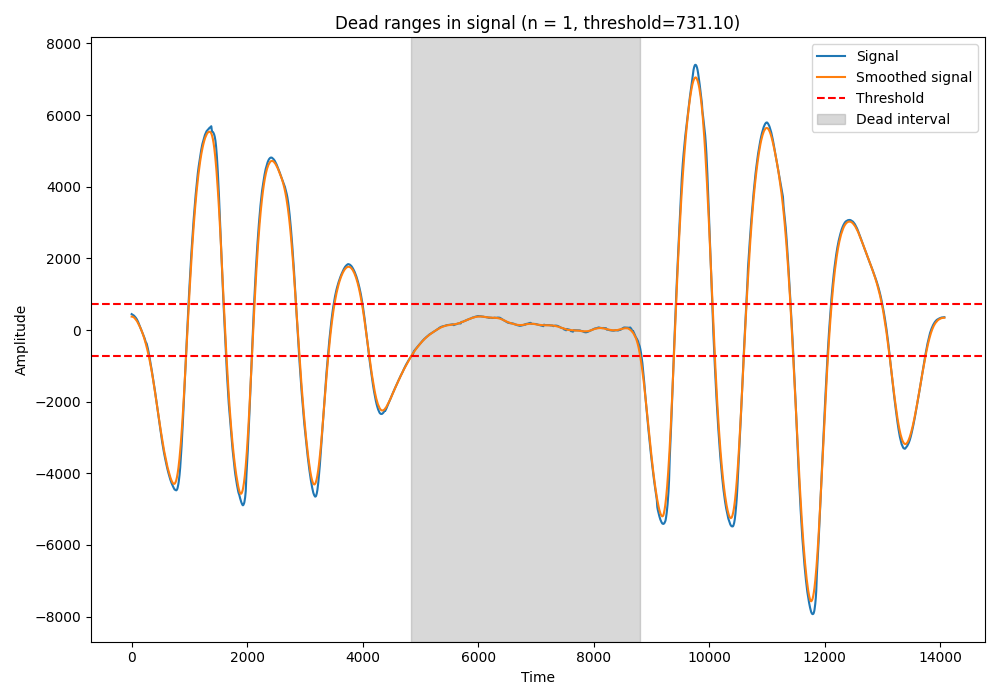 Dead ranges in signal (n = 1, threshold=731.10)
Signal
Smoothed signal
Threshold
Dead interval
Amplitude
8000
6000
4000
2000
0
−2000
−4000
−6000
−8000
0
2000
4000
6000
8000
10000
12000
14000
Time